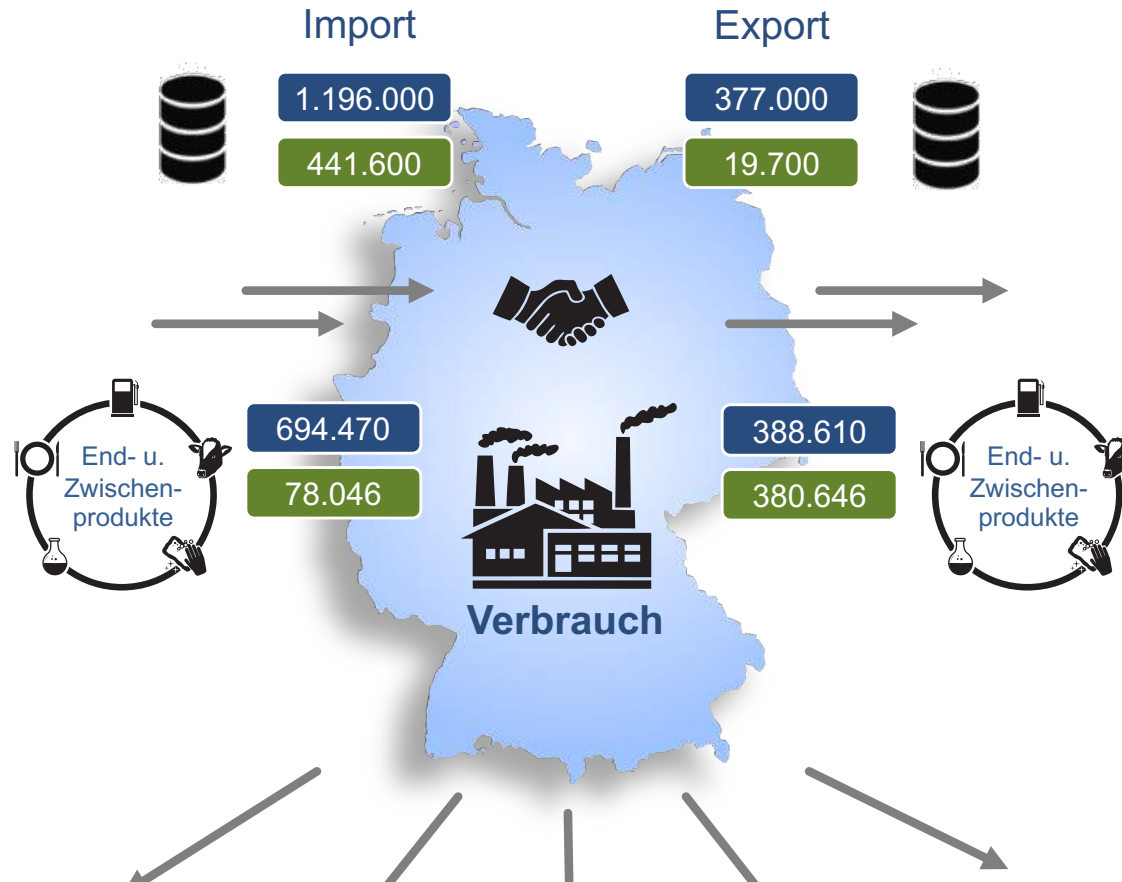 Import
Export
1.196.000
377.000
441.600
19.700
694.470
388.610
78.046
380.646
End- u.
Zwischen-
produkte
End- u.
Zwischen-
produkte
Verbrauch